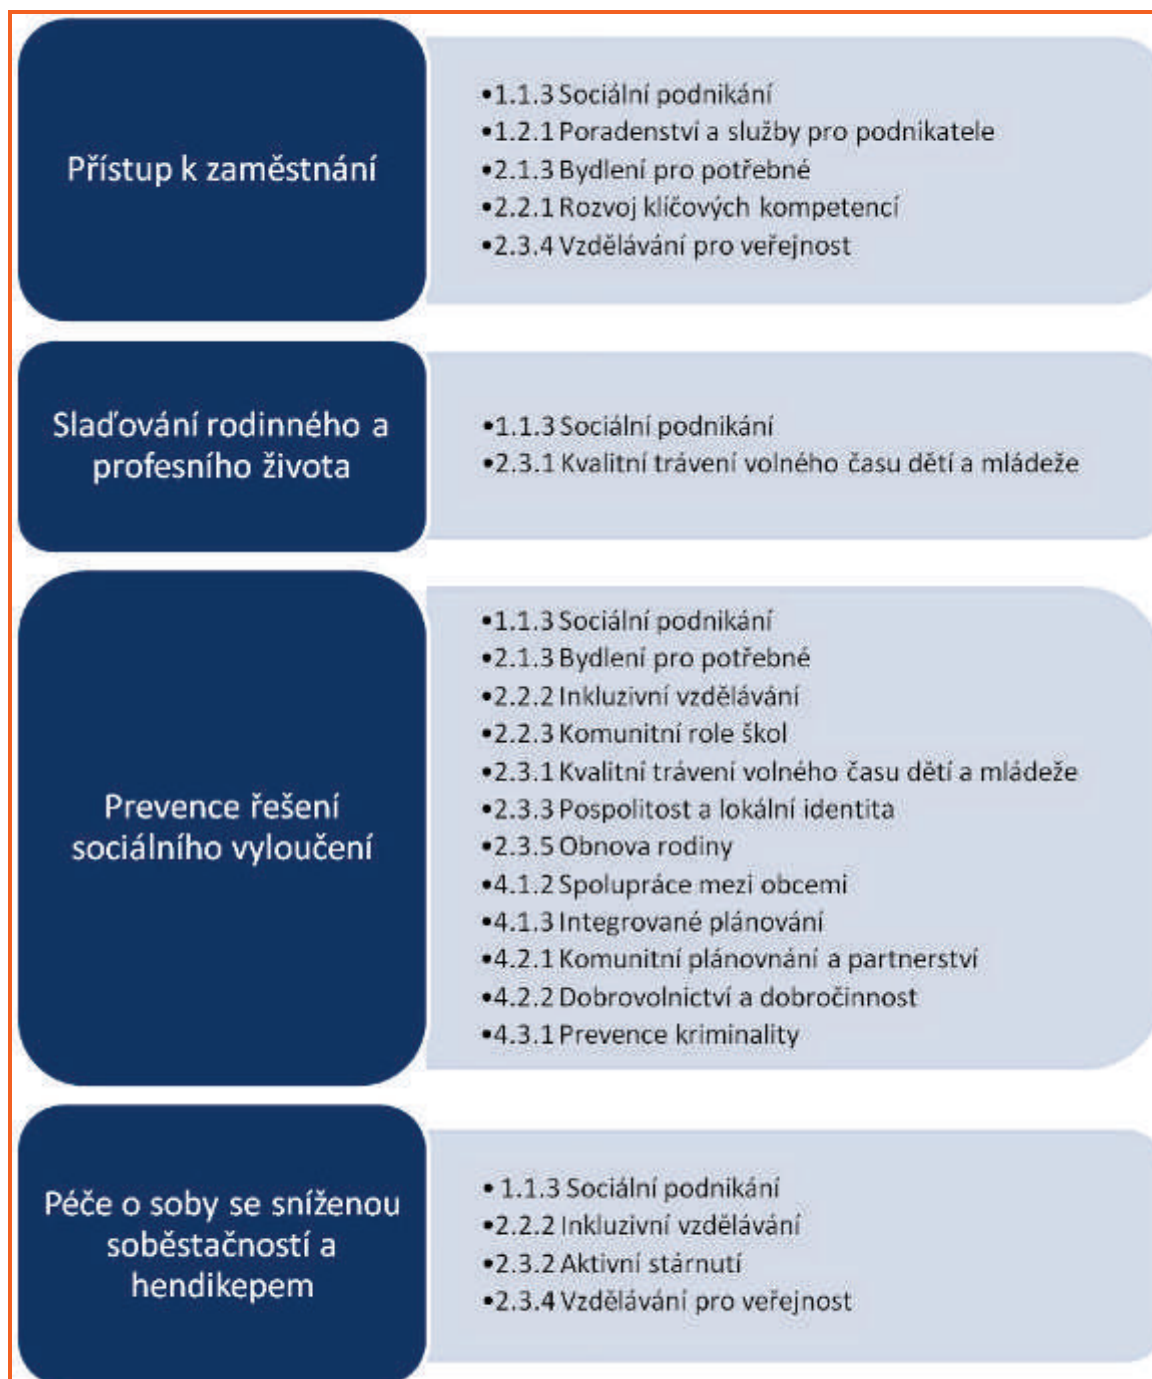 Přístup k zaměstnání
•1.1.3 Sociální podnikání
•1.2.1 Poradenství a služby pro podnikatele
•2.1.3 Bydlení pro potřebné
•2.2.1 Rozvoj klíčových kompetencí
•2.3.4 Vzdělávání pro veřejnost
Slaďování rodinného a
profesního života
•1.1.3 Sociální podnikání
•2.3.1 Kvalitní trávení volného času dětí a mládeže
Prevence řešení
sociálního vyloučení
•1.1.3 Sociální podnikání
•2.1.3 Bydlení pro potřebné
•2.2.2 Inkluzivní vzdělávání
•2.2.3 Komunitní role škol
•2.3.1 Kvalitní trávení volného času dětí a mládeže
•2.3.3 Pospolitost a lokální identita
•2.3.5 Obnova rodiny
•4.1.2 Spolupráce mezi obcemi
•4.1.3 Integrované plánování
•4.2.1 Komunitní plánovnání a partnerství
•4.2.2 Dobrovolnictví a dobročinnost
•4.3.1 Prevence kriminality
Péče o soby se sníženou
soběstačností a
hendikepem
• 1.1.3 Sociální podnikání
•2.2.2 Inkluzivní vzdělávání
•2.3.2 Aktivní stárnutí
•2.3.4 Vzdělávání pro veřejnost